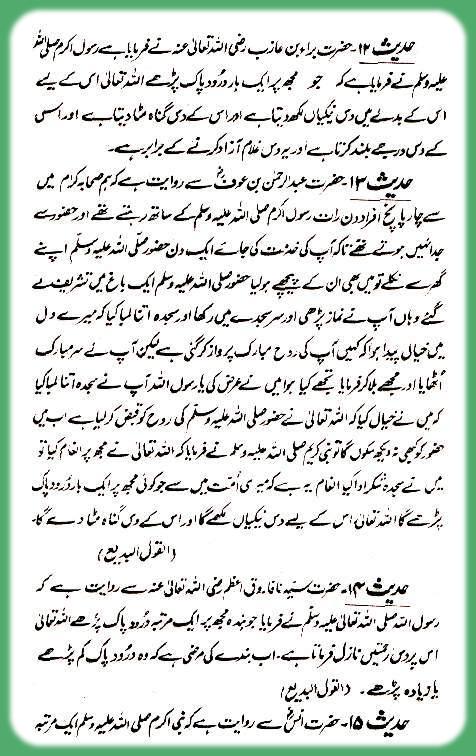 حدیث ۱۲۔ حضرت براء بن عازب رضی اللہ تعالیٰ عنہ نے فرمایا ہے رسول اکرم صلی اللہ
علیہ وسلم نے فرمایا ہے کہ جو مجھ پر ایک بار درود پاک پڑھے اللہ تعالیٰ اس کے لیے
اس کے بدلے میں دس نیکیاں لکھ دیتا ہے اور اس کے دس گناہ مٹا دیتا ہے اور اس
کے دس درجے بلند کرتا ہے اور یہ دس غلام آزاد کرنے کے برابر ہے۔
حدیث ۱۳۔ حضرت عبدالرحمٰن بن عوفؓ سے روایت ہے کہ ہم صحابہ کرام میں
سے چار پانچ افراد دن رات رسول اکرم صلی اللہ علیہ وسلم کے ساتھ رہتے تھے اور حضور سے
جدا نہیں ہوتے تھے تاکہ آپ کی خدمت کی جائے ایک دن حضور صلی اللہ علیہ وسلم اپنے
گھر سے نکلے تو میں بھی ان کے پیچھے ہو لیا حضور صلی اللہ علیہ وسلم ایک باغ میں تشریف لے
گئے وہاں آپ نے نماز پڑھی اور سر سجدے میں رکھا اور سجدہ اتنا لمبا کیا کہ میرے دل
میں خیال پیدا ہوا کہ کہیں آپ کی روح مبارک پرواز کر گئی ہے لیکن آپ نے سر مبارک
اٹھایا اور مجھے بلا کر فرمایا تجھے کیا ہوا میں نے عرض کی یا رسول اللہ آپ نے سجدہ اتنا لمبا کیا
کہ میں نے خیال کیا کہ اللہ تعالیٰ نے حضور صلی اللہ علیہ وسلم کی روح کو قبض کر لیا ہے اب میں
حضور کو کبھی نہ دیکھ سکوں گا تو نبی کریم صلی اللہ علیہ وسلم نے فرمایا کہ اللہ تعالیٰ نے مجھ پر انعام کیا تو
میں نے سجدہ شکر ادا کیا انعام یہ ہے کہ میری امت میں سے جو کوئی مجھ پر ایک بار درود پاک
پڑھے گا اللہ تعالیٰ اس کے لیے دس نیکیاں لکھے گا اور اس کے دس گناہ مٹا دے گا۔
(القول البدیع)
حدیث ۱۴۔ حضرت سیدنا فاروق اعظم رضی اللہ تعالیٰ عنہ سے روایت ہے کہ
رسول اللہ صلی اللہ تعالیٰ علیہ وسلم نے فرمایا جو بندہ مجھ پر ایک مرتبہ درود پاک پڑھے اللہ تعالیٰ
اس پر دس رحمتیں نازل فرماتا ہے۔ اب بندے کی مرضی ہے کہ وہ درود پاک کم پڑھے
یا زیادہ پڑھے۔ (القول البدیع)
حدیث ۱۵۔ حضرت انسؓ سے روایت ہے کہ نبی اکرم صلی اللہ علیہ وسلم ایک مرتبہ